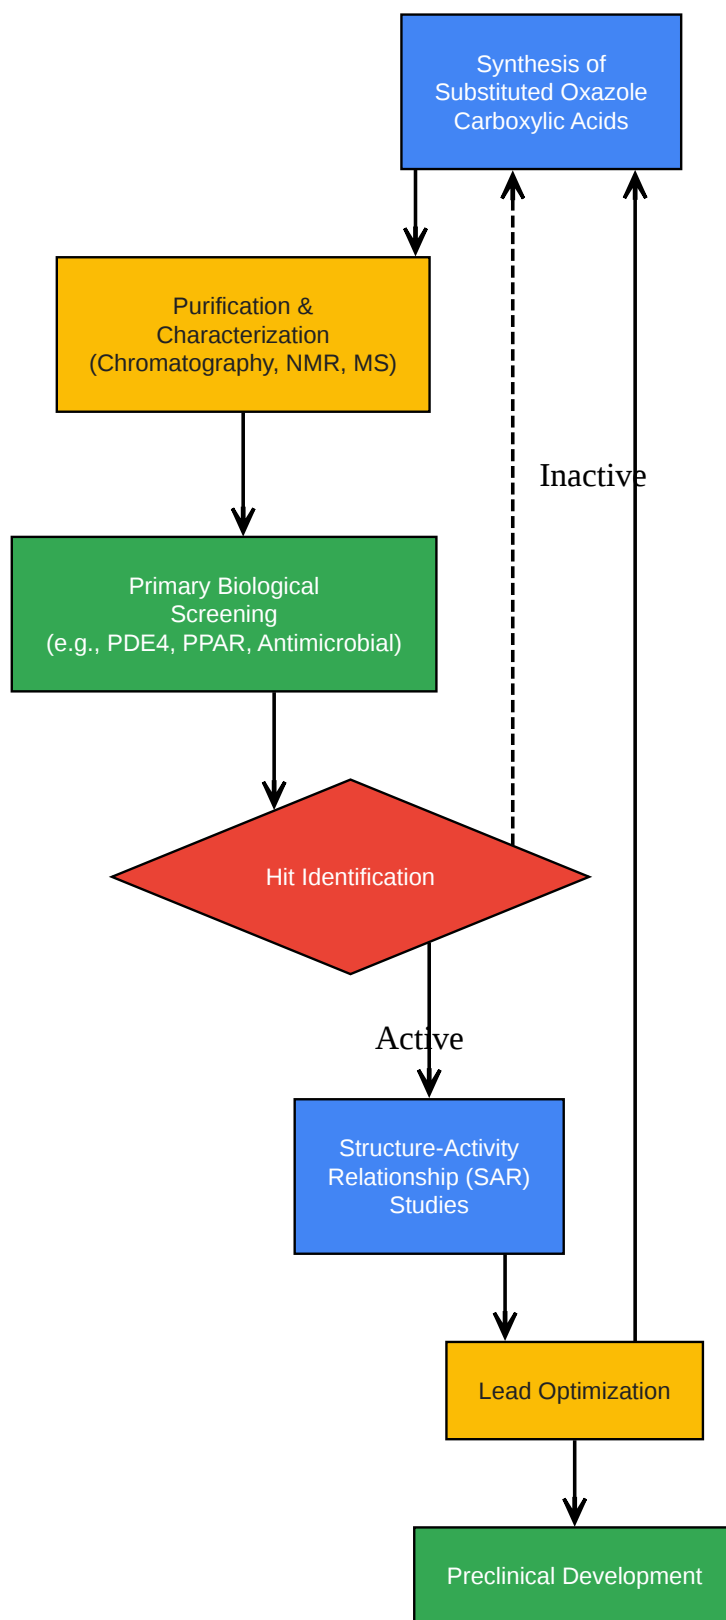 Synthesis of
Substituted Oxazole
Carboxylic Acids
Purification &
Characterization
(Chromatography, NMR, MS)
Inactive
Primary Biological
Screening
(e.g., PDE4, PPAR, Antimicrobial)
Hit Identification
Active
Structure-Activity
Relationship (SAR)
Studies
Lead Optimization
Preclinical Development